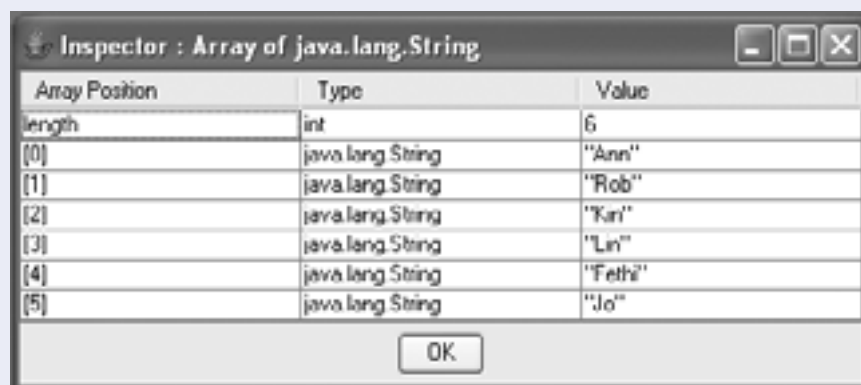 Inspector : Array of java.lang.String
Array Position Type Value
length int 6
[0] java.lang.String "Ann"
[1] java.lang.String "Rob"
[2] java.lang.String "Kiri"
[3] java.lang.String "Lin"
[4] java.lang.String "Fethi"
[5] java.lang.String "Jo"
OK